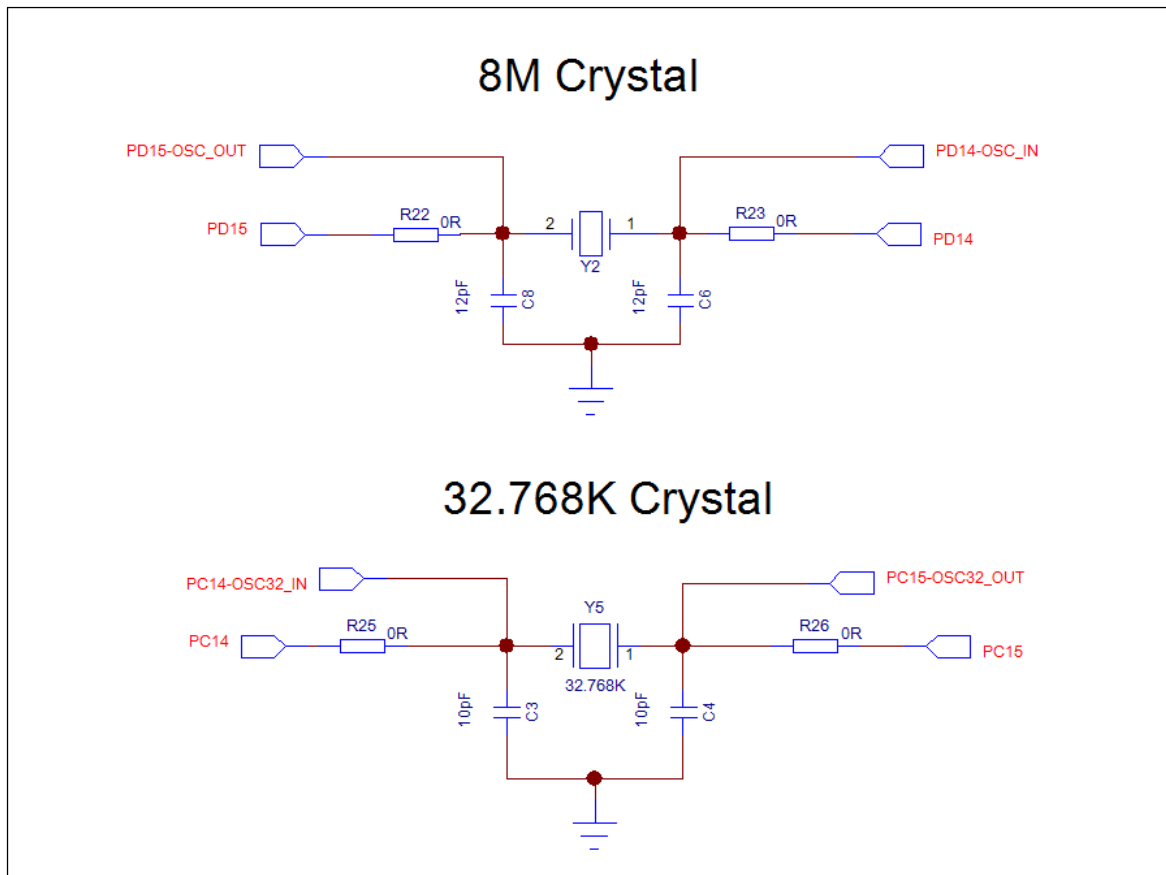 8M Crystal
PD15-OSC_OUT
PD14-OSC_IN
R22
0R
R23
0R
PD15
2
1
PD14
Y2
12pF
C8
12pF
C6
32.768K Crystal
PC14-OSC32_IN
PC15-OSC32_OUT
Y5
R25
0R
R26
0R
PC14
2
1
PC15
32.768K
10pF
C3
10pF
C4